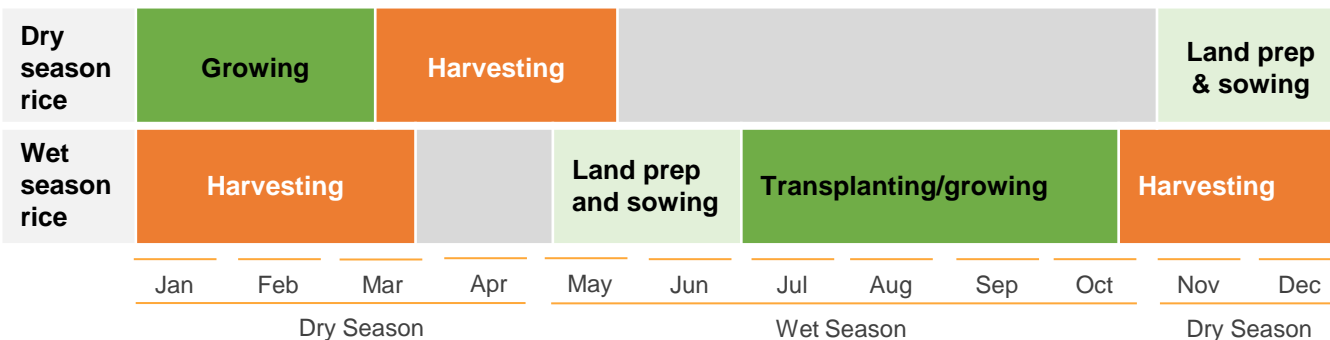 Dry
season
rice
Growing
Harvesting
Land prep
& sowing
Wet
season
rice
Harvesting
Land prep
and sowing
Transplanting/growing
Harvesting
Jan Feb Mar Apr May Jun Jul Aug Sep Oct Nov Dec
Dry Season Wet Season Dry Season